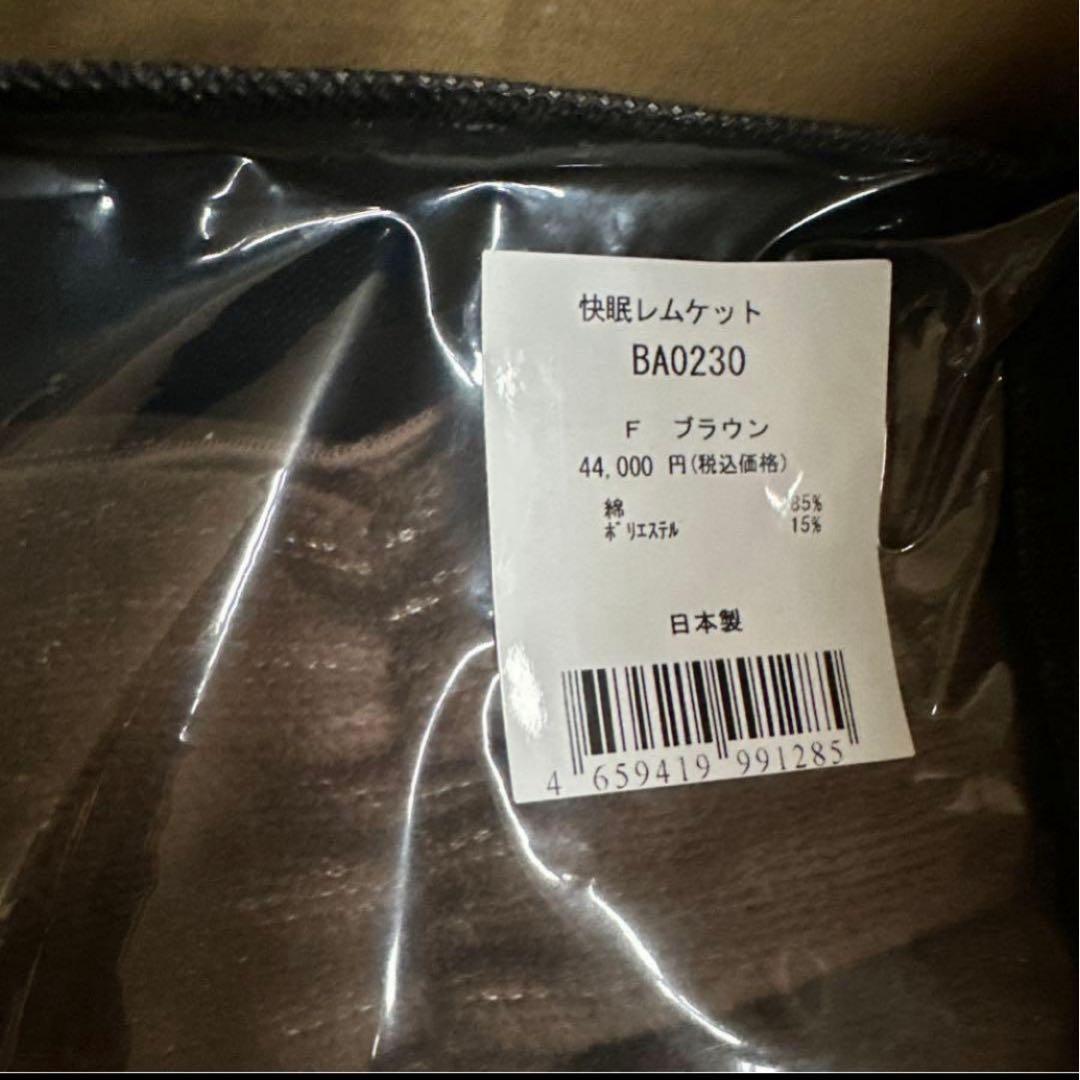 快眠レムケット
BA0230
F ブラウン
44,000 円(税込価格)
綿 85%
ポリエステル 15%
日本製
4 659419 991285